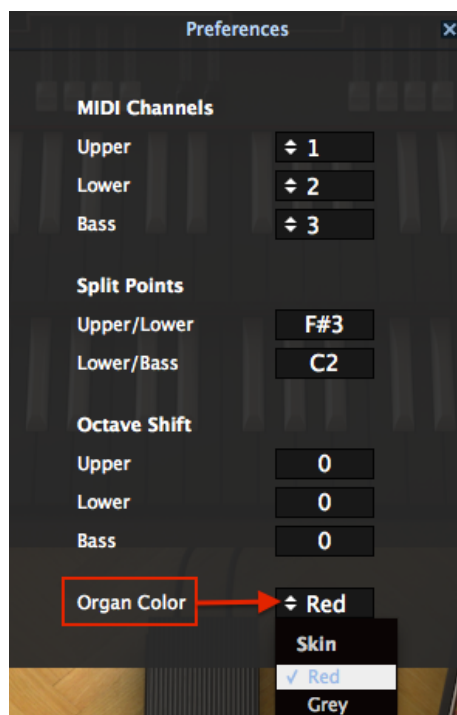 Preferences
MIDI Channels
Upper 1
Lower 2
Bass 3
Split Points
Upper/Lower F#3
Lower/Bass C2
Octave Shift
Upper 0
Lower 0
Bass 0
Organ Color Red
Skin
✓ Red
Grey